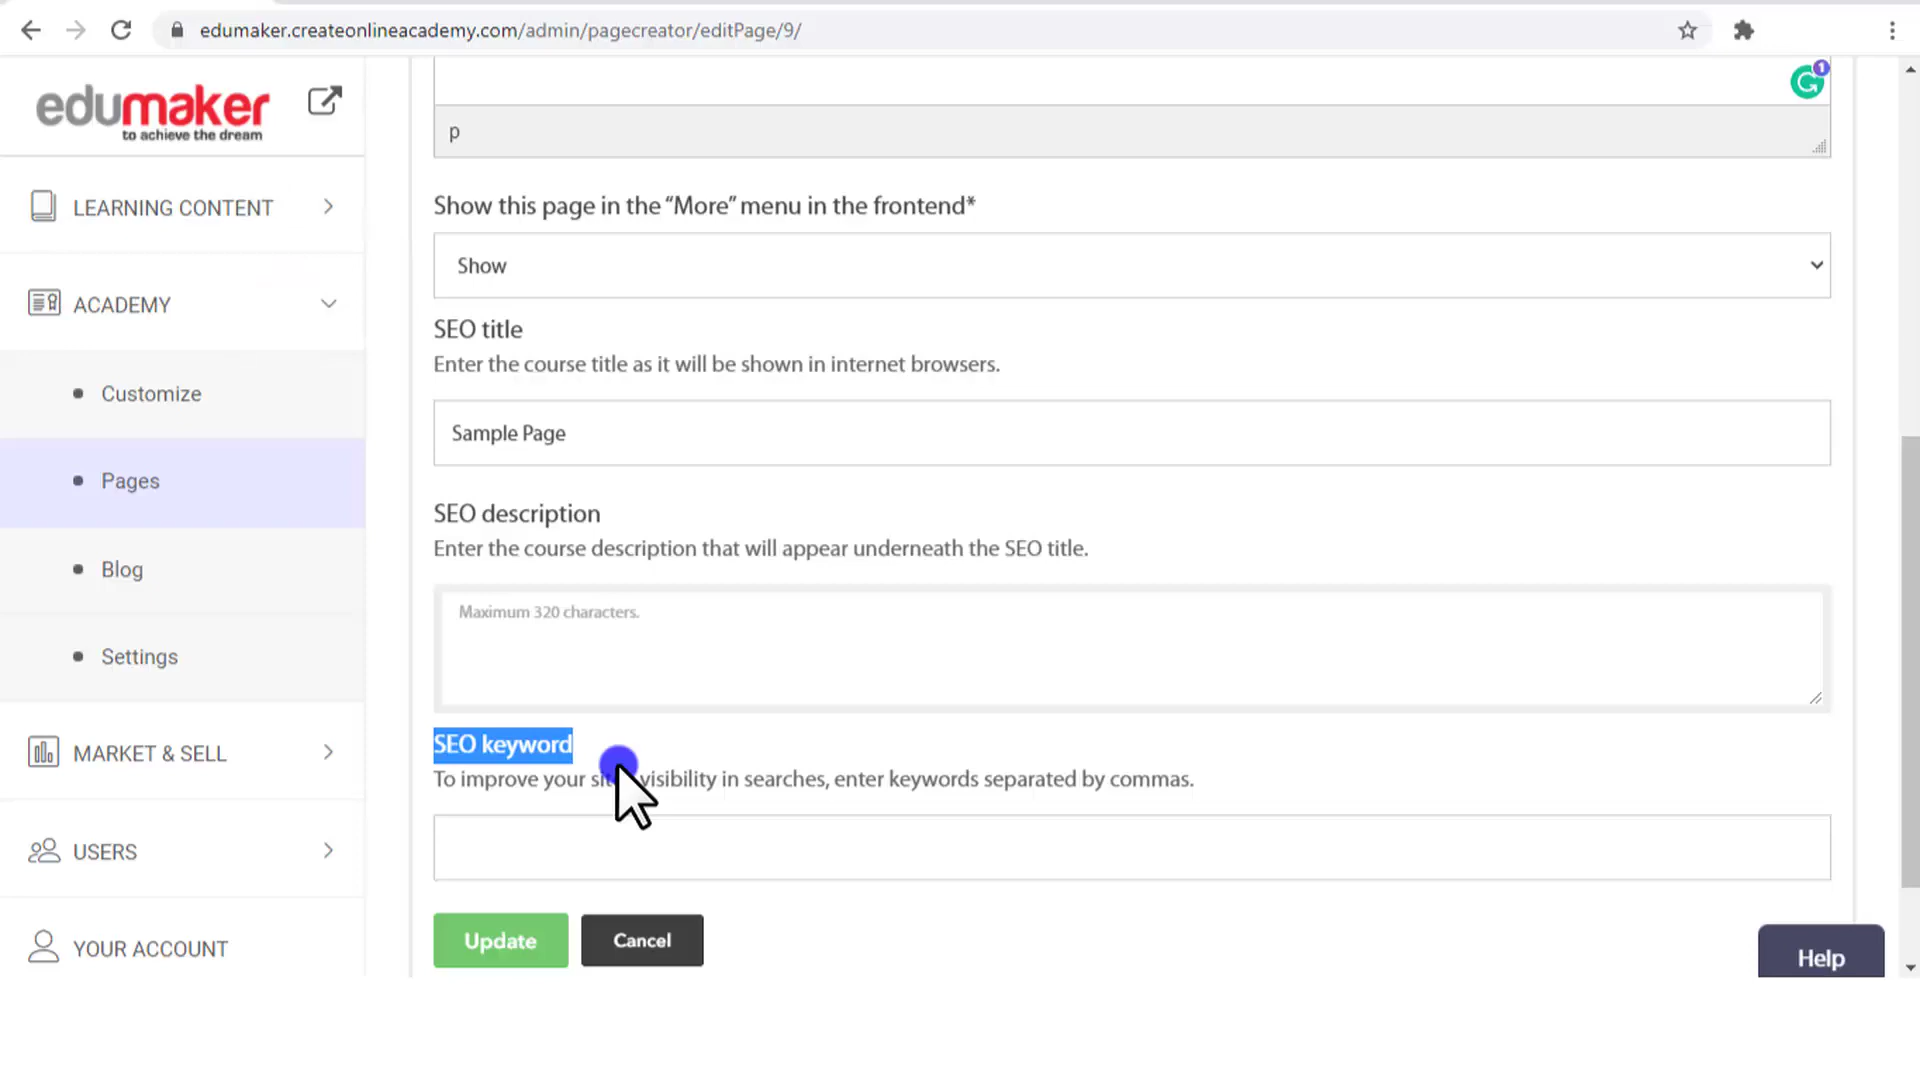 edumaker.createonlineacademy.com/admin/pagecreator/editPage/9/
edumaker
to achieve the dream
LEARNING CONTENT
ACADEMY
Customize
Pages
Blog
Settings
MARKET & SELL
USERS
YOUR ACCOUNT
1
p
Show this page in the “More” menu in the frontend*
Show
SEO title
Enter the course title as it will be shown in internet browsers.
Sample Page
SEO description
Enter the course description that will appear underneath the SEO title.
Maximum 320 characters.
SEO keyword
To improve your visibility in searches, enter keywords separated by commas.
Update
Cancel
Help